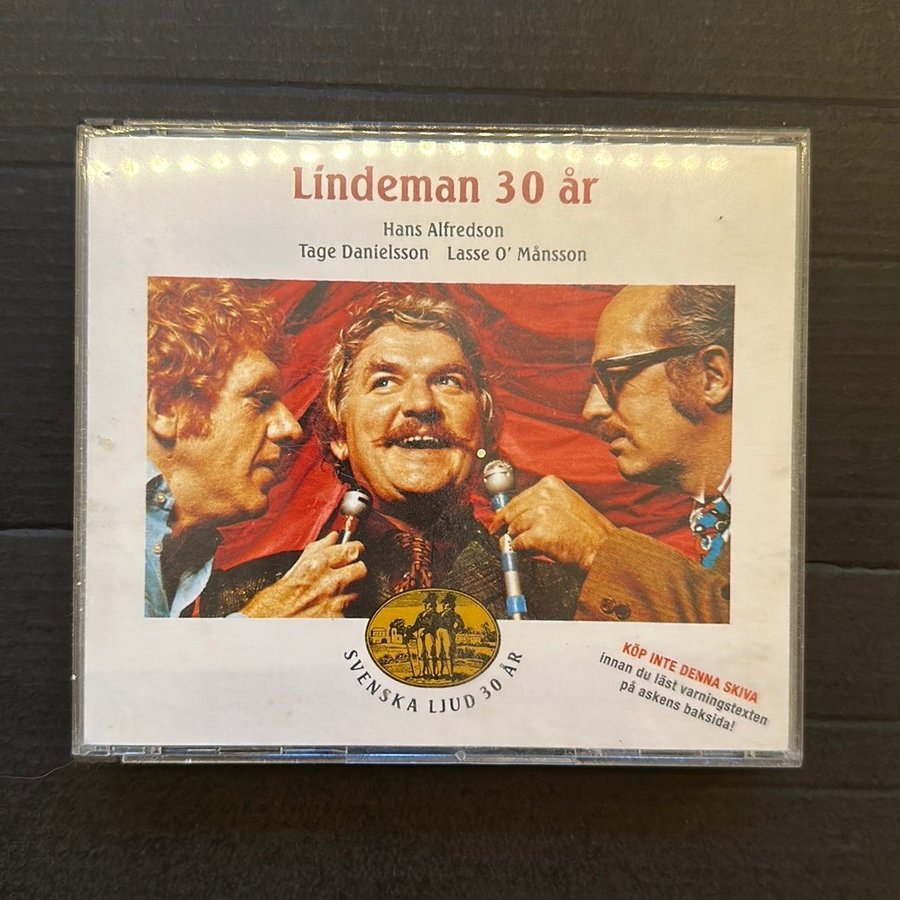 Lindeman 30 år
Hans Alfredson
Tage Danielsson Lasse O' Månsson
SVENSKA LJUD 30 ÅR
KÖP INTE DENNA SKIVA
innan du läst varningstexten
på askens baksida!